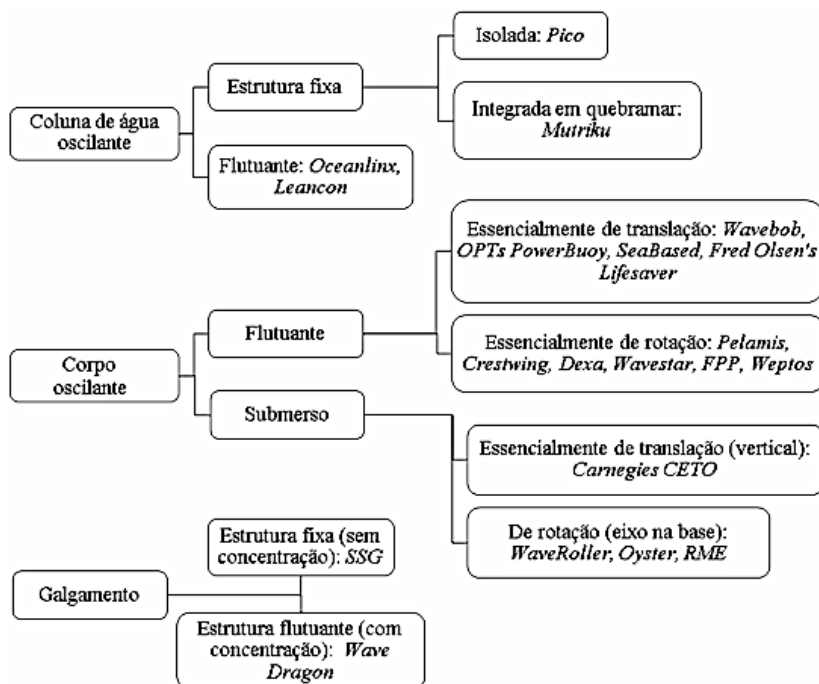 Coluna de água
oscilante
Estrutura fixa
Isolada: Pico
Integrada em quebramar:
Mutriku
Flutuante: Oceanlinx,
Leancon
Corpo
oscilante
Flutuante
Essencialmente de translação: Wavebob,
OPTs PowerBuoy, SeaBased, Fred Olsen's
Lifesaver
Essencialmente de rotação: Pelamis,
Crestwing, Dexa, Wavestar, FPP, Weptos
Submerso
Essencialmente de translação (vertical):
Carnegies CETO
De rotação (eixo na base):
WaveRoller, Oyster, RME
Galgamento
Estrutura fixa (sem
concentração): SSG
Estrutura flutuante (com
concentração): Wave
Dragon